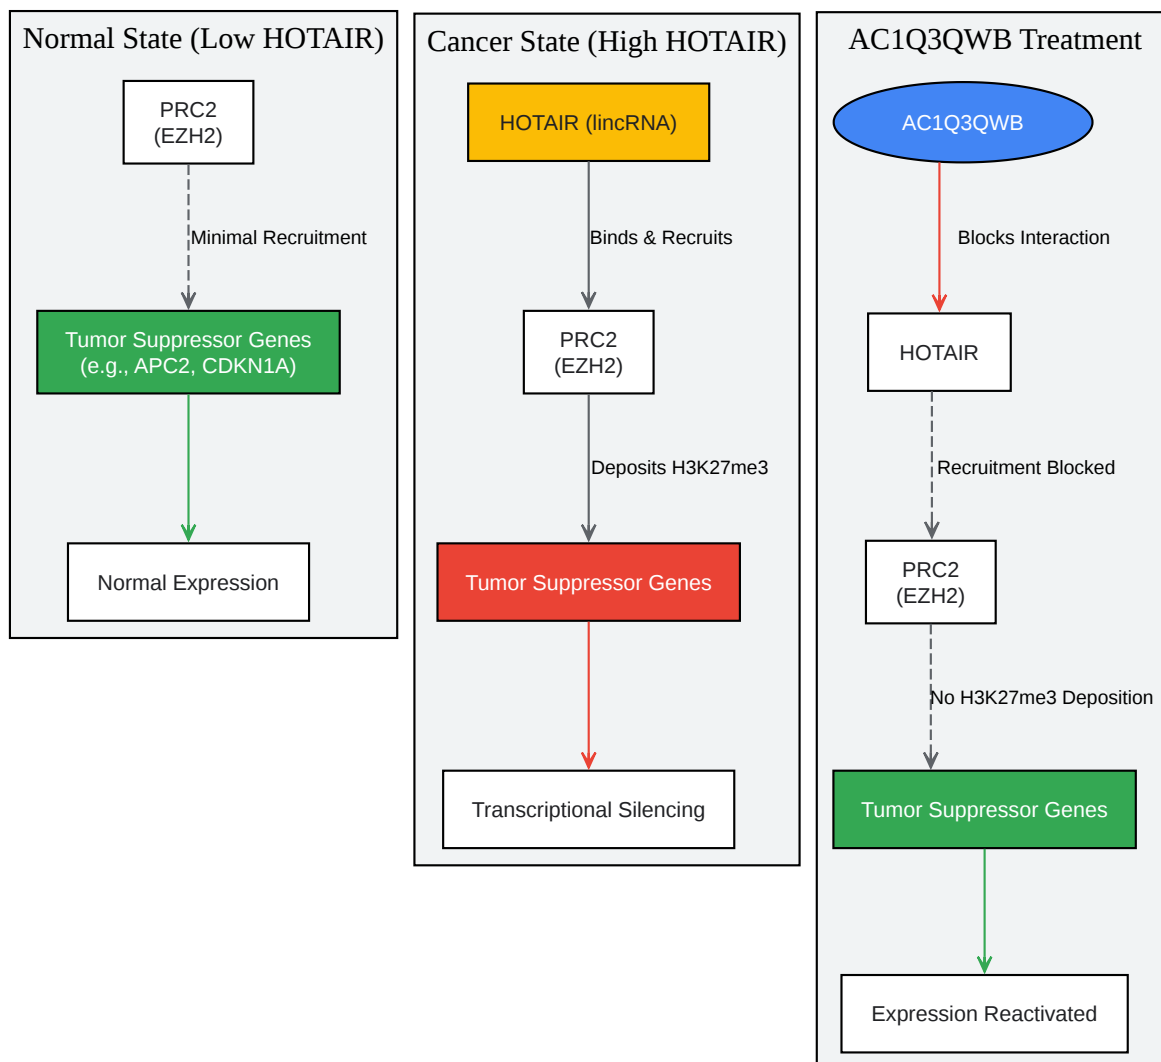 Normal State (Low HOTAIR)
PRC2
(EZH2)
Minimal Recruitment
Tumor Suppressor Genes
(e.g., APC2, CDKN1A)
Normal Expression
Cancer State (High HOTAIR)
HOTAIR (lincRNA)
Binds & Recruits
PRC2
(EZH2)
Deposits H3K27me3
Tumor Suppressor Genes
Transcriptional Silencing
AC1Q3QWB Treatment
AC1Q3QWB
Blocks Interaction
HOTAIR
Recruitment Blocked
PRC2
(EZH2)
No H3K27me3 Deposition
Tumor Suppressor Genes
Expression Reactivated